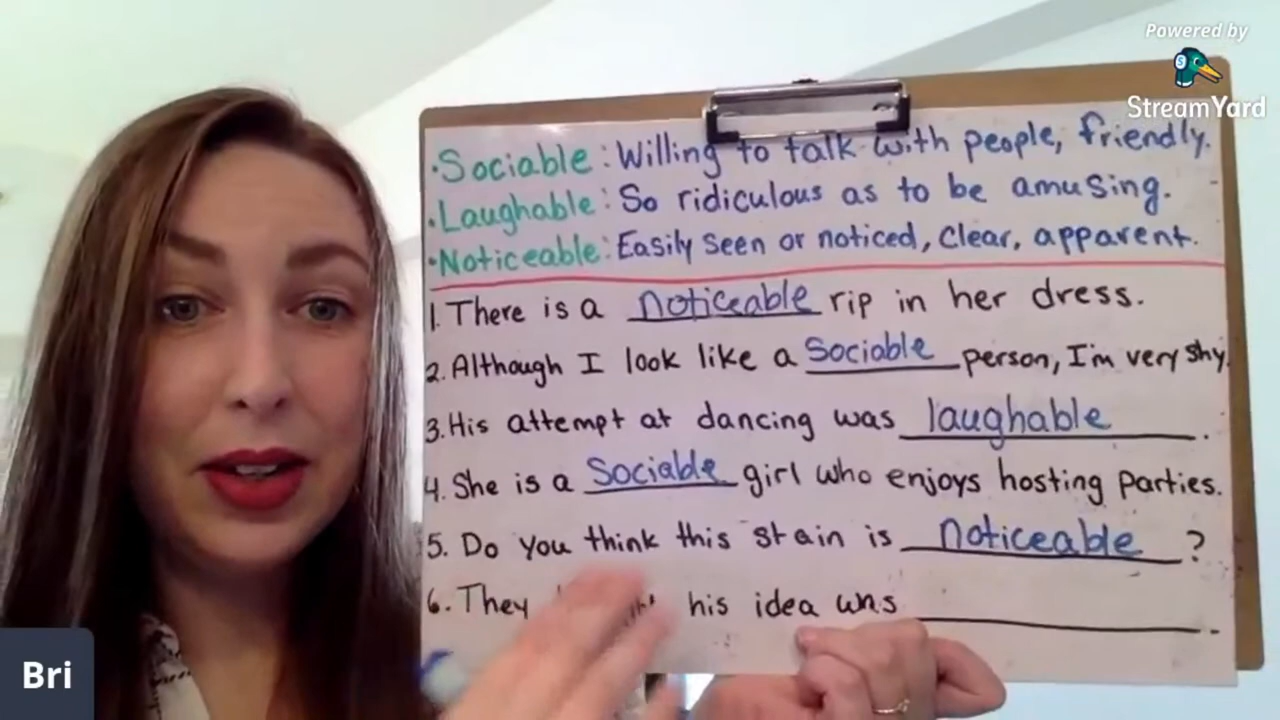 Powered by
StreamYard
•Sociable: Willing to talk with people, friendly.
•Laughable: So ridiculous as to be amusing.
•Noticeable: Easily seen or noticed, clear, apparent.
1. There is a noticeable rip in her dress.
2. Although I look like a sociable person, I'm very shy.
3. His attempt at dancing was laughable.
4. She is a sociable girl who enjoys hosting parties.
5. Do you think this stain is noticeable?
6. They his idea was ____.
Bri